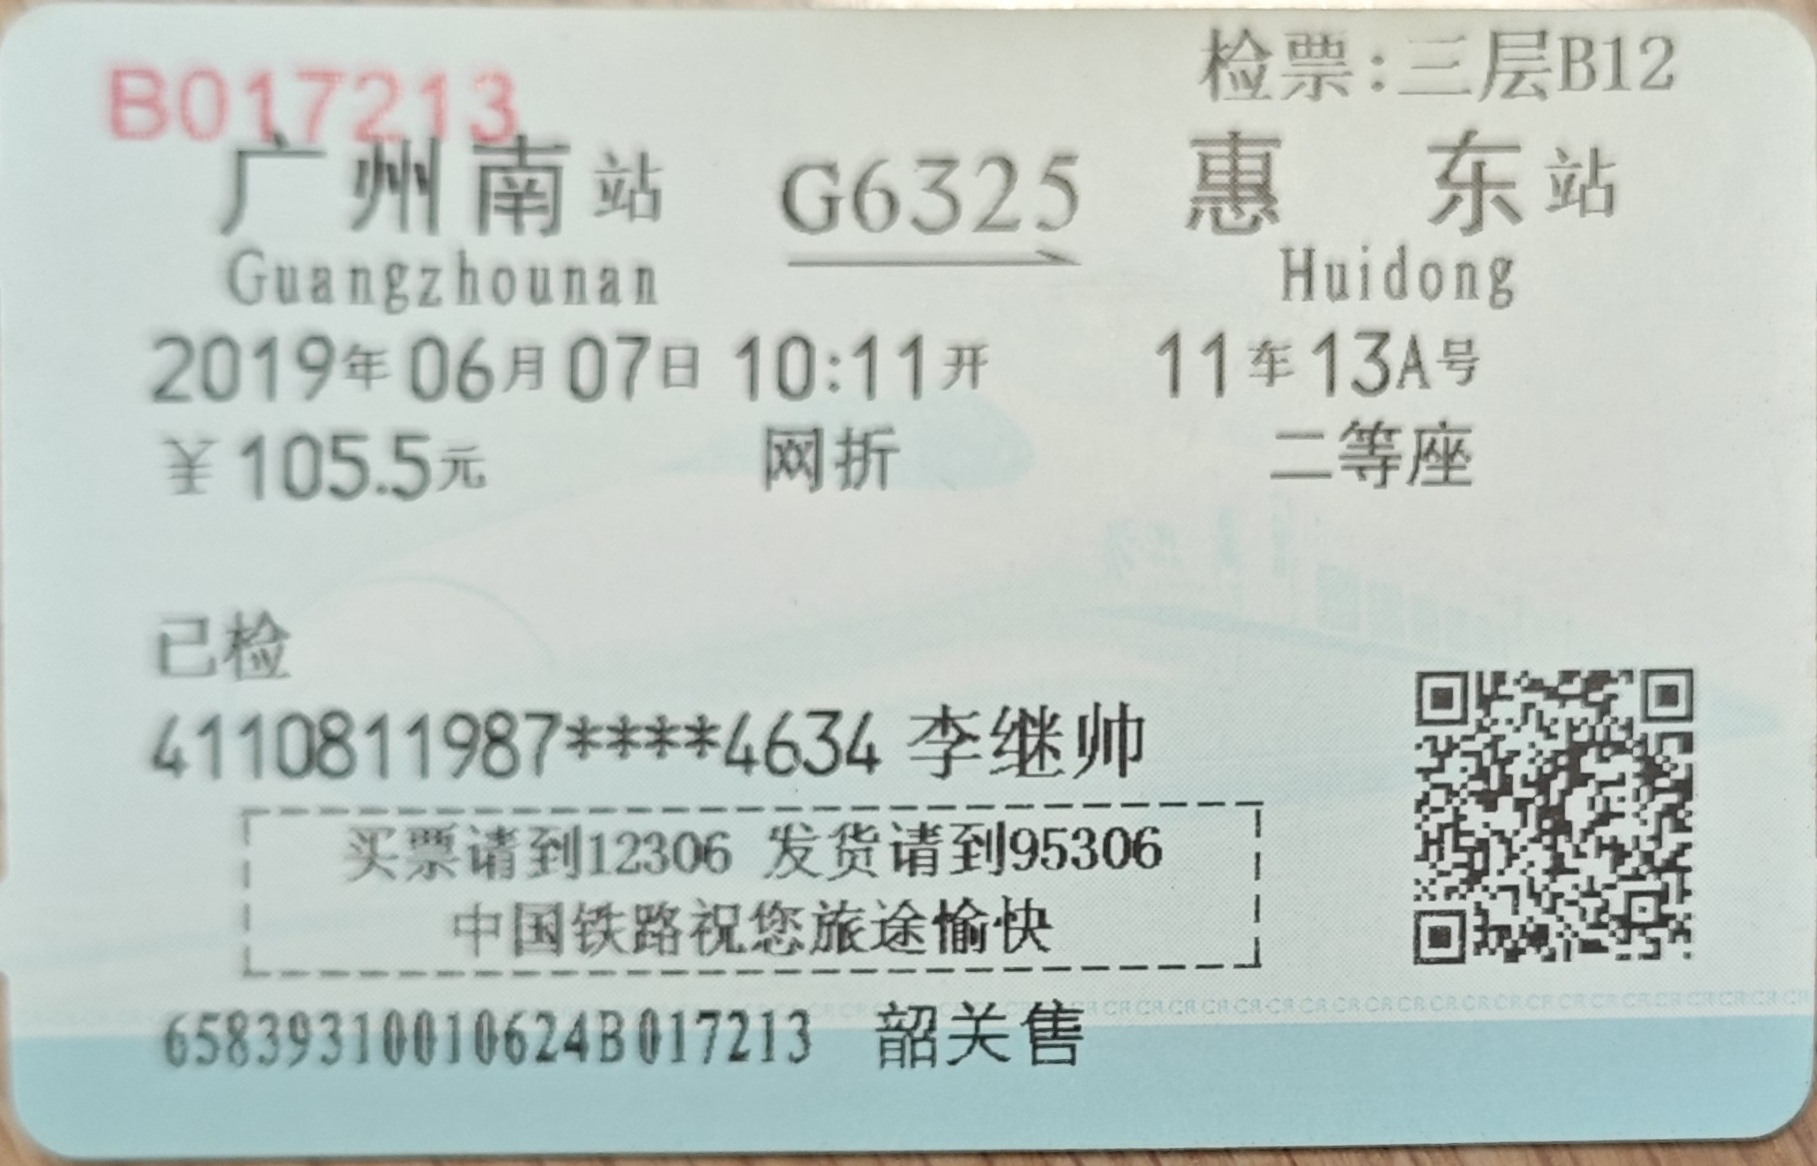 检票:三层B12
B017213
广州南站 G6325 惠东站
Guangzhounan Huidong
2019年06月07日 10:11开 11车13A号
¥105.5元 网折 二等座
已检
4110811987****4634 李继帅
买票请到12306 发货请到95306
中国铁路祝您旅途愉快
65839310010624B017213 韶关售